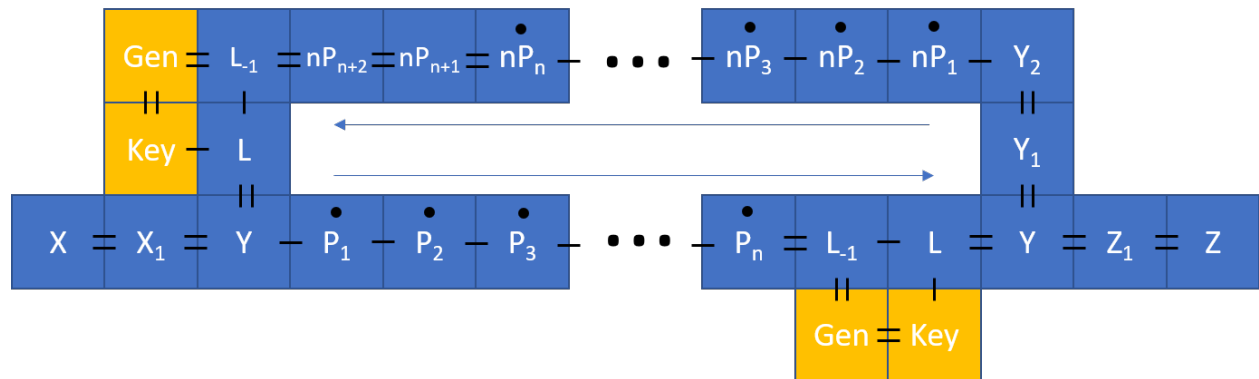 Gen L₋₁ nPₙ₊₂ nPₙ₊₁ nPₙ ... nP₃ nP₂ nP₁ Y₂
Key L Y₁
X X₁ Y P₁ P₂ P₃ ... Pₙ L₋₁ L Y Z₁ Z
Gen Key